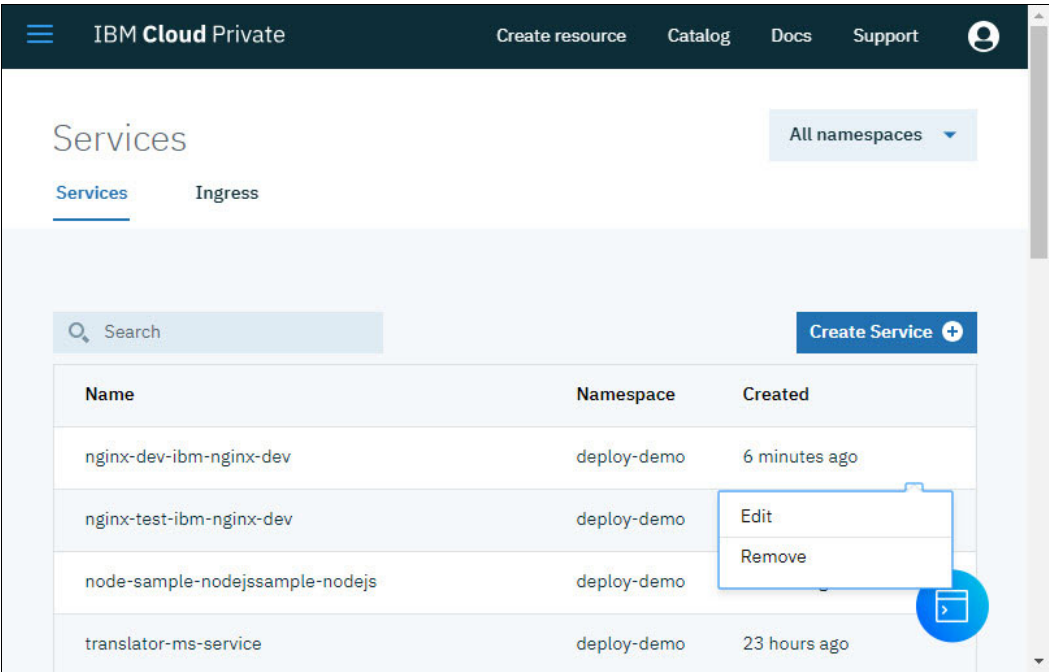 IBM Cloud Private Create resource Catalog Docs Support
Services All namespaces
Services Ingress
Search Create Service
Name Namespace Created
nginx-dev-ibm-nginx-dev deploy-demo 6 minutes ago
nginx-test-ibm-nginx-dev deploy-demo
Edit
Remove
node-sample-nodejssample-nodejs deploy-demo
translator-ms-service deploy-demo 23 hours ago